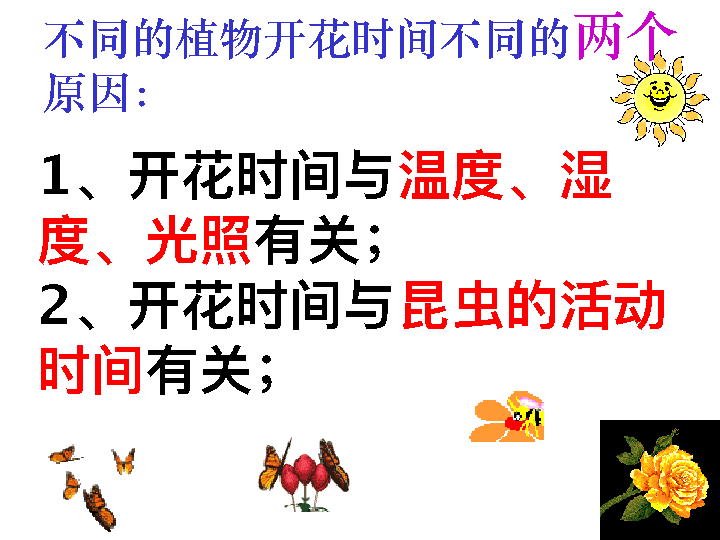 不同的植物开花时间不同的两个
原因：
1、开花时间与温度、湿
度、光照有关；
2、开花时间与昆虫的活动
时间有关；